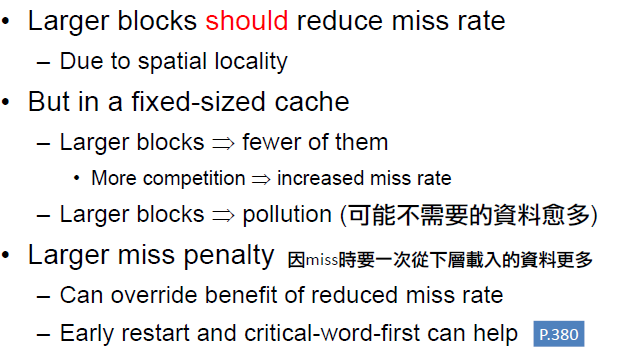 • Larger blocks should reduce miss rate
– Due to spatial locality
• But in a fixed-sized cache
– Larger blocks ⇒ fewer of them
• More competition ⇒ increased miss rate
– Larger blocks ⇒ pollution (可能不需要的資料愈多)
• Larger miss penalty 因miss時要一次從下層載入的資料更多
– Can override benefit of reduced miss rate
– Early restart and critical-word-first can help P.380